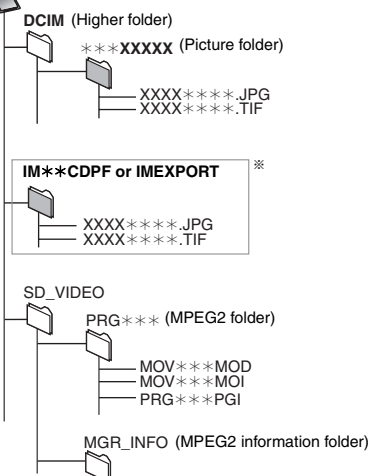 DCIM (Higher folder)
✳✳✳XXXXX (Picture folder)
XXXX✳✳✳✳.JPG
XXXX✳✳✳✳.TIF
IM✳✳CDPF or IMEXPORT ※
XXXX✳✳✳✳.JPG
XXXX✳✳✳✳.TIF
SD_VIDEO
PRG✳✳✳ (MPEG2 folder)
MOV✳✳✳MOD
MOV✳✳✳MOI
PRG✳✳✳PGI
MGR_INFO (MPEG2 information folder)